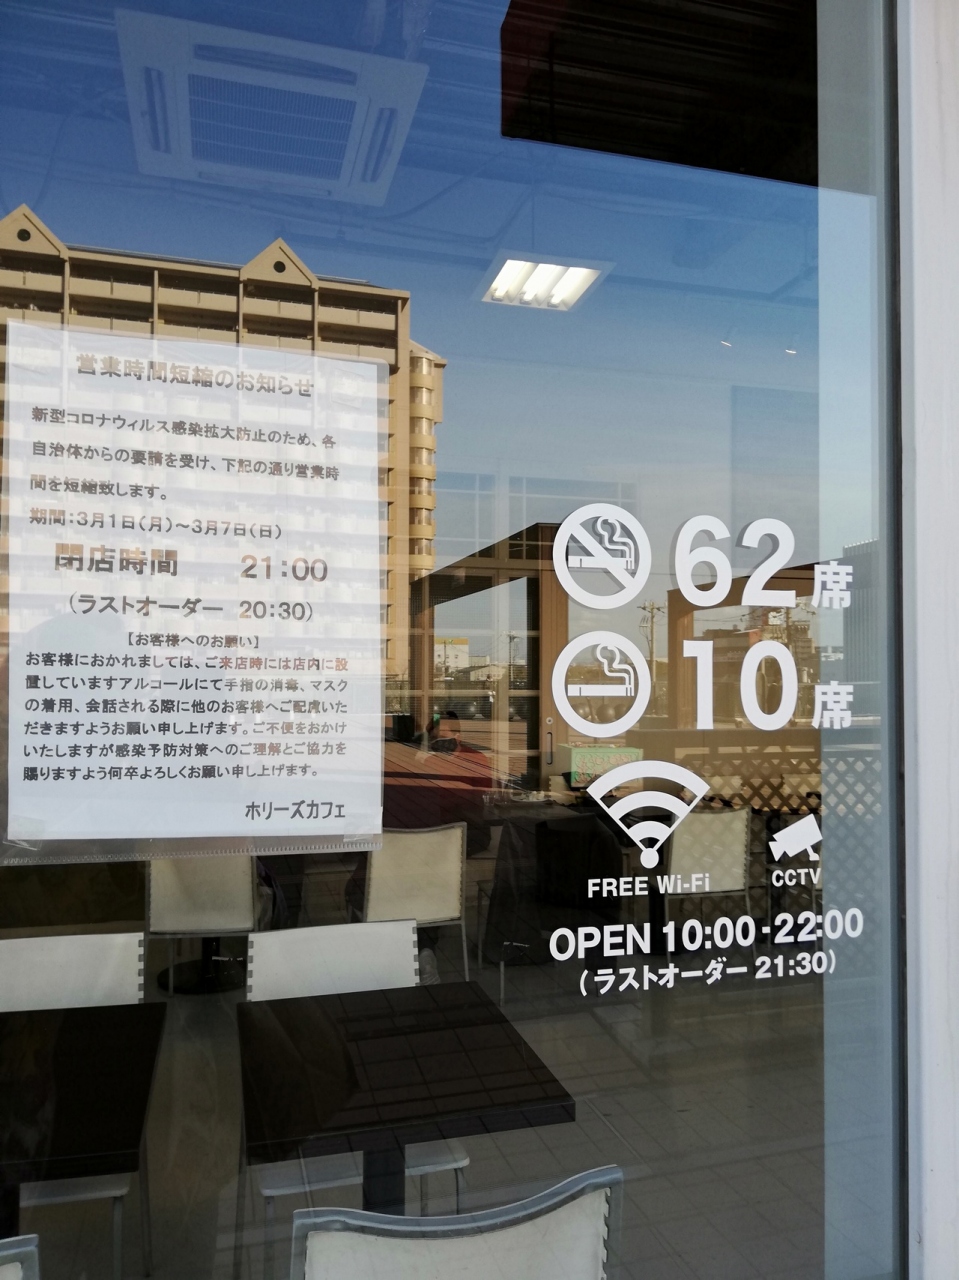 営業時間短縮のお知らせ
新型コロナウィルス感染拡大防止のため、各
自治体からの要請を受け、下記の通り営業時
間を短縮致します。
期間：3月1日（月）～3月7日（日）
閉店時間 21：00
（ラストオーダー 20：30）
【お客様へのお願い】
お客様におかれましては、ご来店時には店内に設
置していますアルコールにて手指の消毒、マスク
の着用、会話される際に他のお客様へご配慮いた
だきますようお願い申し上げます。ご不便をおかけ
いたしますが感染予防対策へのご理解とご協力を
賜りますよう何卒よろしくお願い申し上げます。
ホリーズカフェ
62席
10席
FREE Wi-Fi
CCTV
OPEN 10:00-22:00
（ラストオーダー 21:30）